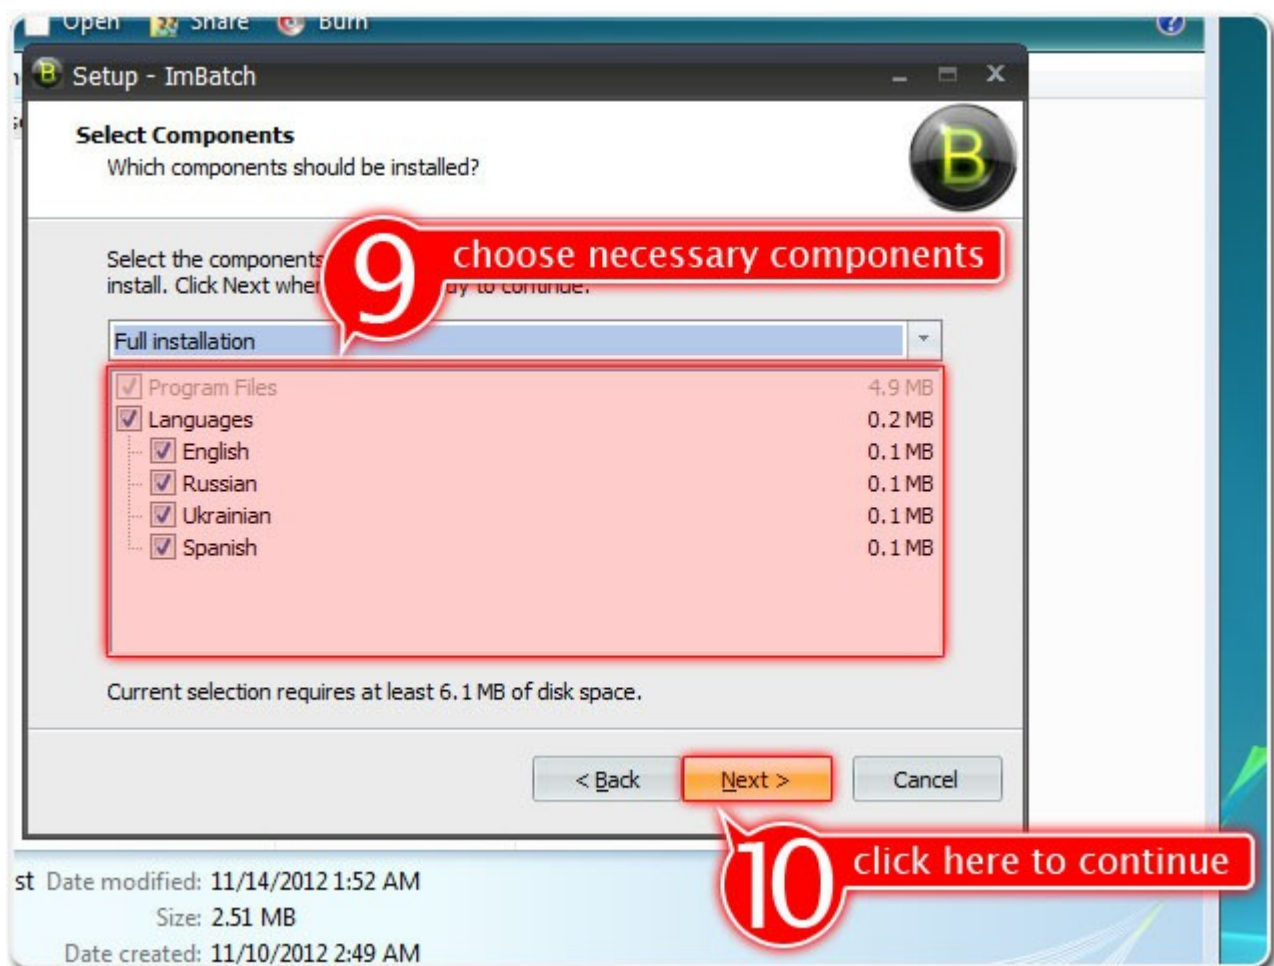 Open Share Burn
Setup - ImBatch
Select Components
Which components should be installed?
B
Select the components
install. Click Next when to continue.
9 choose necessary components
Full installation
Program Files 4.9 MB
Languages 0.2 MB
English 0.1 MB
Russian 0.1 MB
Ukrainian 0.1 MB
Spanish 0.1 MB
Current selection requires at least 6.1 MB of disk space.
< Back Next > Cancel
10 click here to continue
st Date modified: 11/14/2012 1:52 AM
Size: 2.51 MB
Date created: 11/10/2012 2:49 AM